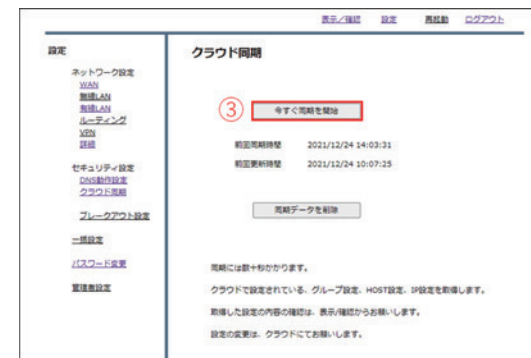 表示/確認 設定 再起動 ログアウト
設定
クラウド同期
ネットワーク設定
WAN
無線LAN
有線LAN
ルーティング
VPN
詳細
③ 今すぐ同期を開始
前回同期時間 2021/12/24 14:03:31
前回更新時間 2021/12/24 10:07:25
セキュリティ設定
DNS動作設定
クラウド同期
ブレークアウト設定
同期データを削除
一括設定
パスワード変更
管理者設定
同期には数十秒かかります。
クラウドで設定されている、グループ設定、HOST設定、IP設定を取得します。
取得した設定の内容の確認は、表示/確認からお願いします。
設定の変更は、クラウドにてお願いします。